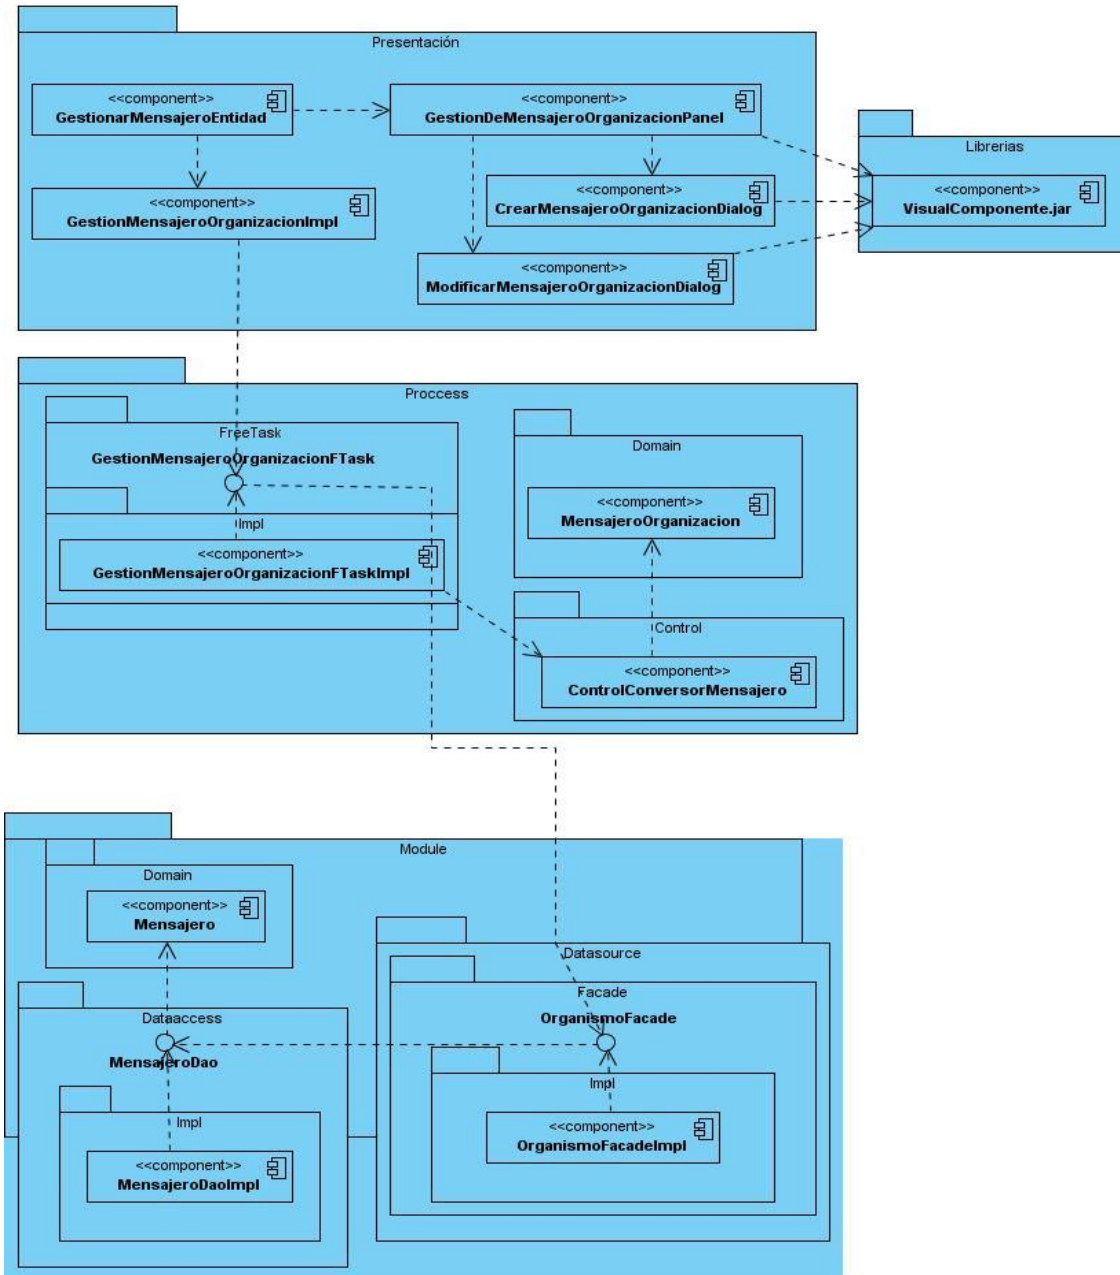 Presentación
<<component>>
GestionarMensajeroEntidad
<<component>>
GestionDeMensajeroOrganizacionPanel
Librerias
<<component>>
GestionMensajeroOrganizacionImpl
<<component>>
CrearMensajeroOrganizacionDialog
<<component>>
VisualComponente.jar
<<component>>
ModificarMensajeroOrganizacionDialog
Proccess
FreeTask
GestionMensajeroOrganizacionFTask
Domain
<<component>>
MensajeroOrganizacion
Impl
<<component>>
GestionMensajeroOrganizacionFTaskImpl
Control
<<component>>
ControlConversorMensajero
Module
Domain
<<component>>
Mensajero
Datasource
Facade
OrganismoFacade
Dataaccess
MensajeroDao
Impl
<<component>>
OrganismoFacadeImpl
Impl
<<component>>
MensajeroDaoImpl